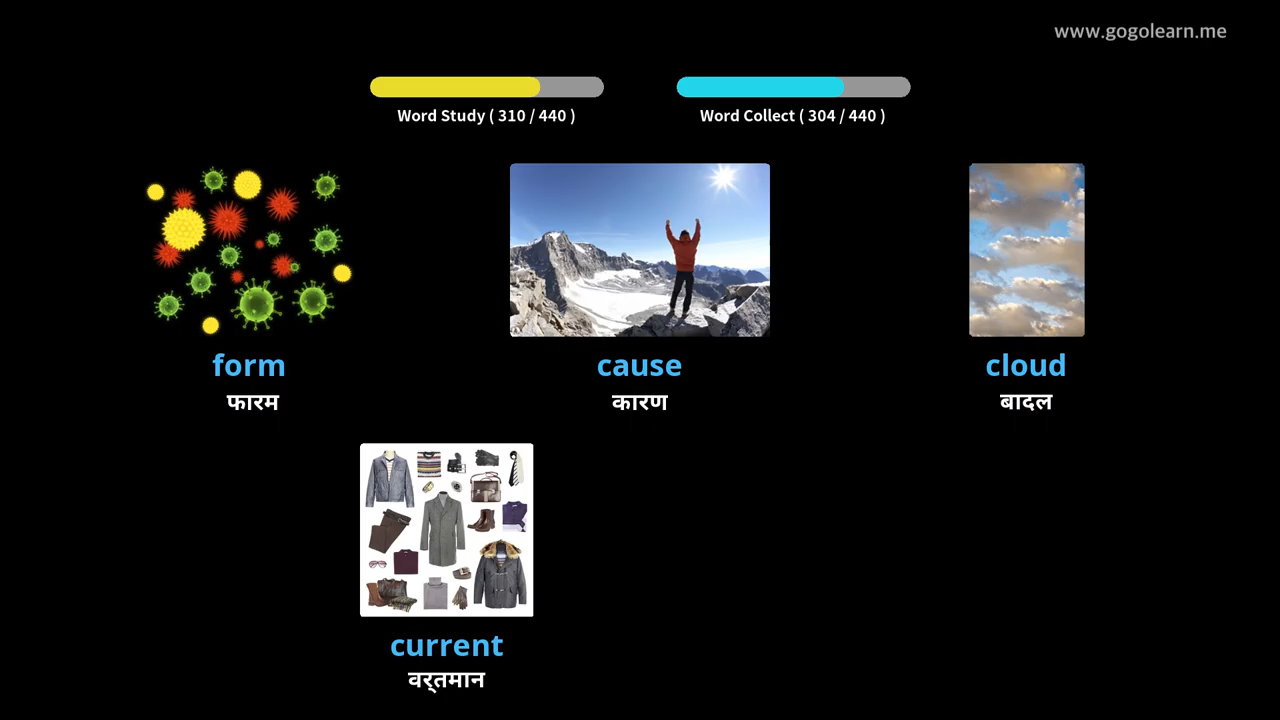 www.gogolearn.me
Word Study ( 310 / 440 )
Word Collect ( 304 / 440 )
form
फारम
cause
कारण
cloud
बादल
current
वर्तमान